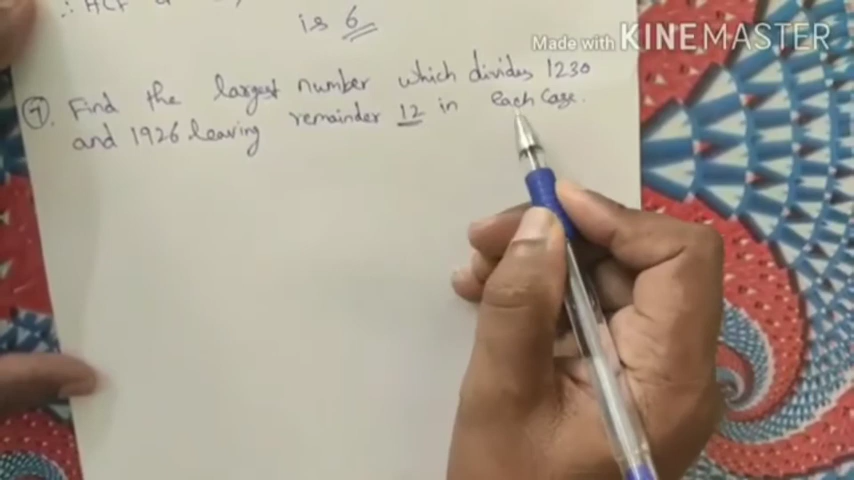 ∴ HCF
is 6
Made with KINEMASTER
7. Find the largest number which divides 1230
and 1926 leaving remainder 12 in each case.